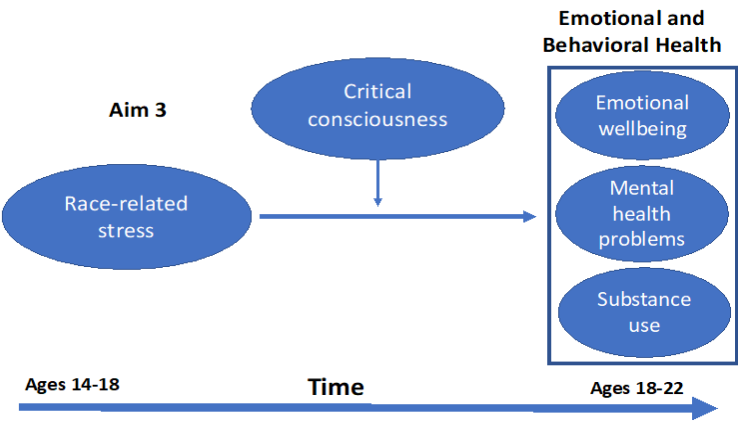 Emotional and
Behavioral Health
Critical
consciousness
Aim 3
Emotional
wellbeing
Race-related
stress
Mental
health
problems
Substance
use
Ages 14-18
Time
Ages 18-22